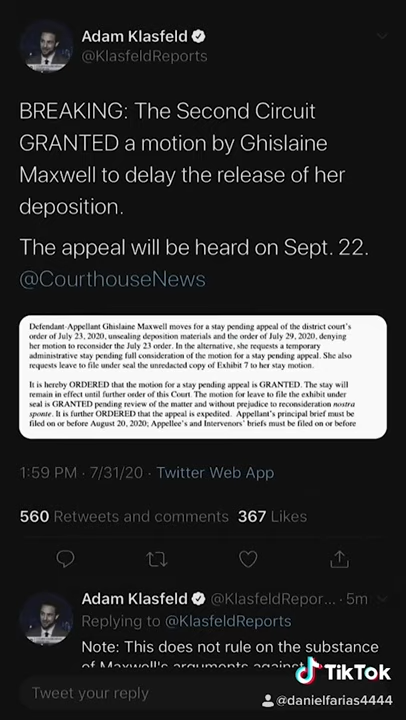 Adam Klasfeld
@KlasfeldReports
BREAKING: The Second Circuit
GRANTED a motion by Ghislaine
Maxwell to delay the release of her
deposition.
The appeal will be heard on Sept. 22.
@CourthouseNews
Defendant-Appellant Ghislaine Maxwell moves for a stay pending appeal of the district court's
order of July 23, 2020, unsealing deposition materials and the order of July 29, 2020, denying
her motion to reconsider the July 23 order. In the alternative, she requests a temporary
administrative stay pending full consideration of the motion for a stay pending appeal. She also
requests leave to file under seal the unredacted copy of Exhibit 7 to her stay motion.
It is hereby ORDERED that the motion for a stay pending appeal is GRANTED. The stay will
remain in effect until further order of this Court. The motion for leave to file the exhibit under
seal is GRANTED pending review of the matter and without prejudice to reconsideration nostra
sponte. It is further ORDERED that the appeal is expedited. Appellant's principal brief must be
filed on or before August 20, 2020; Appellee's and Intervenors' briefs must be filed on or before
1:59 PM · 7/31/20 · Twitter Web App
560 Retweets and comments 367 Likes
Adam Klasfeld @KlasfeldRepor... · 5m
Replying to @KlasfeldReports
Note: This does not rule on the substance
of Maxwell's arguments against
Tweet your reply
TikTok
@danielfarias4444